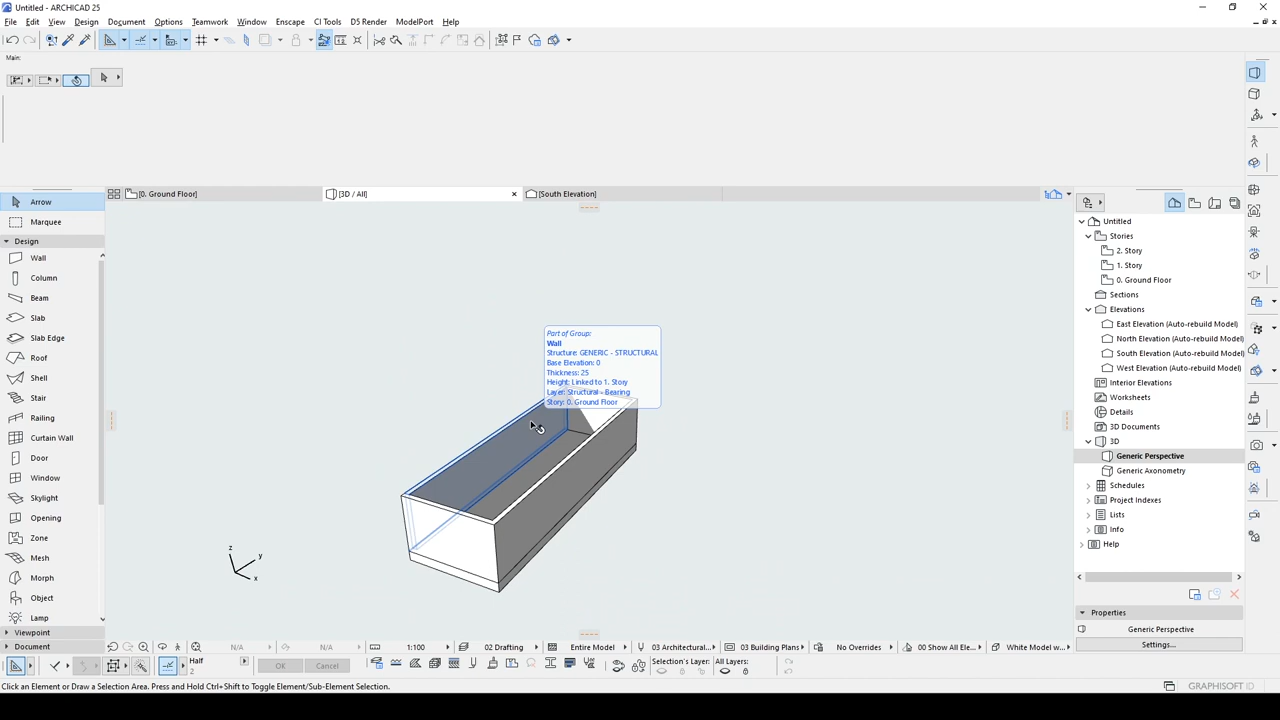 Untitled - ARCHICAD 25
File Edit View Design Document Options Teamwork Window Enscape CI Tools D5 Render ModelPort Help
Main:
[0. Ground Floor]
[3D / All]
[South Elevation]
Arrow
Marquee
Design
Wall
Column
Beam
Slab
Slab Edge
Roof
Shell
Stair
Railing
Curtain Wall
Door
Window
Skylight
Opening
Zone
Mesh
Morph
Object
Lamp
Viewpoint
Document
Part of Group:
Wall
Structure: GENERIC - STRUCTURAL
Base Elevation: 0
Thickness: 25
Height: Linked to 1. Story
Layer: Structural - Bearing
Story: 0. Ground Floor
z
y
x
Untitled
Stories
2. Story
1. Story
0. Ground Floor
Sections
Elevations
East Elevation (Auto-rebuild Model)
North Elevation (Auto-rebuild Model)
South Elevation (Auto-rebuild Model)
West Elevation (Auto-rebuild Model)
Interior Elevations
Worksheets
Details
3D Documents
3D
Generic Perspective
Generic Axonometry
Schedules
Project Indexes
Lists
Info
Help
Properties
Generic Perspective
Settings...
N/A N/A 1:100 02 Drafting Entire Model 03 Architectural... 03 Building Plans No Overrides 00 Show All Ele... White Model w...
Half
2
OK Cancel
Selection's Layer: All Layers:
Click an Element or Draw a Selection Area. Press and Hold Ctrl+Shift to Toggle Element/Sub-Element Selection.
GRAPHISOFT ID